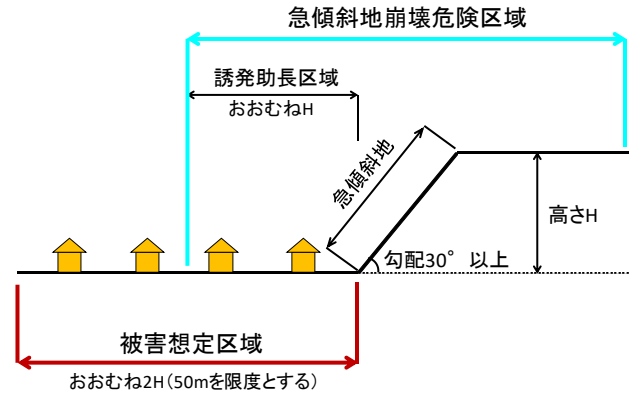 急傾斜地崩壊危険区域
誘発助長区域
おおむねH
急傾斜地
高さH
勾配30°以上
被害想定区域
おおむね2H(50mを限度とする)